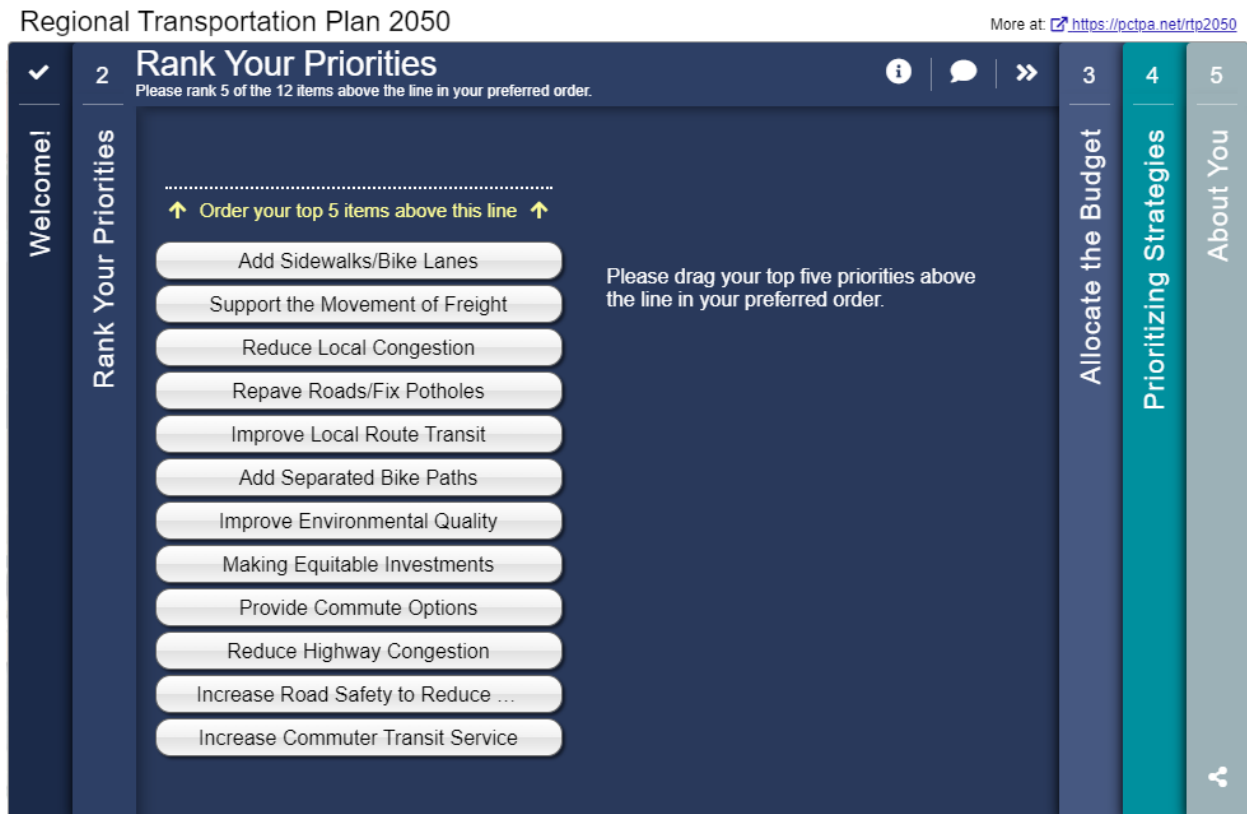 Regional Transportation Plan 2050
More at: https://pctpa.net/rtp2050
Welcome!
2
Rank Your Priorities
Rank Your Priorities
Please rank 5 of the 12 items above the line in your preferred order.
Order your top 5 items above this line
Add Sidewalks/Bike Lanes
Support the Movement of Freight
Reduce Local Congestion
Repave Roads/Fix Potholes
Improve Local Route Transit
Add Separated Bike Paths
Improve Environmental Quality
Making Equitable Investments
Provide Commute Options
Reduce Highway Congestion
Increase Road Safety to Reduce ...
Increase Commuter Transit Service
Please drag your top five priorities above
the line in your preferred order.
3
Allocate the Budget
4
Prioritizing Strategies
5
About You